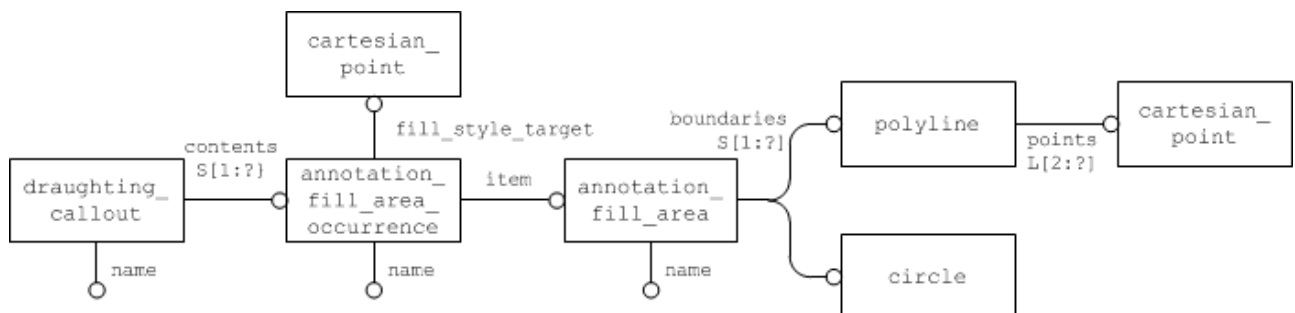 cartesian_
point
fill_style_target
boundaries
S[1:?]
polyline
points
L[2:?]
cartesian_
point
contents
S[1:?}
draughting_
callout
annotation_
fill_area_
occurrence
item
annotation_
fill_area
name
name
name
circle